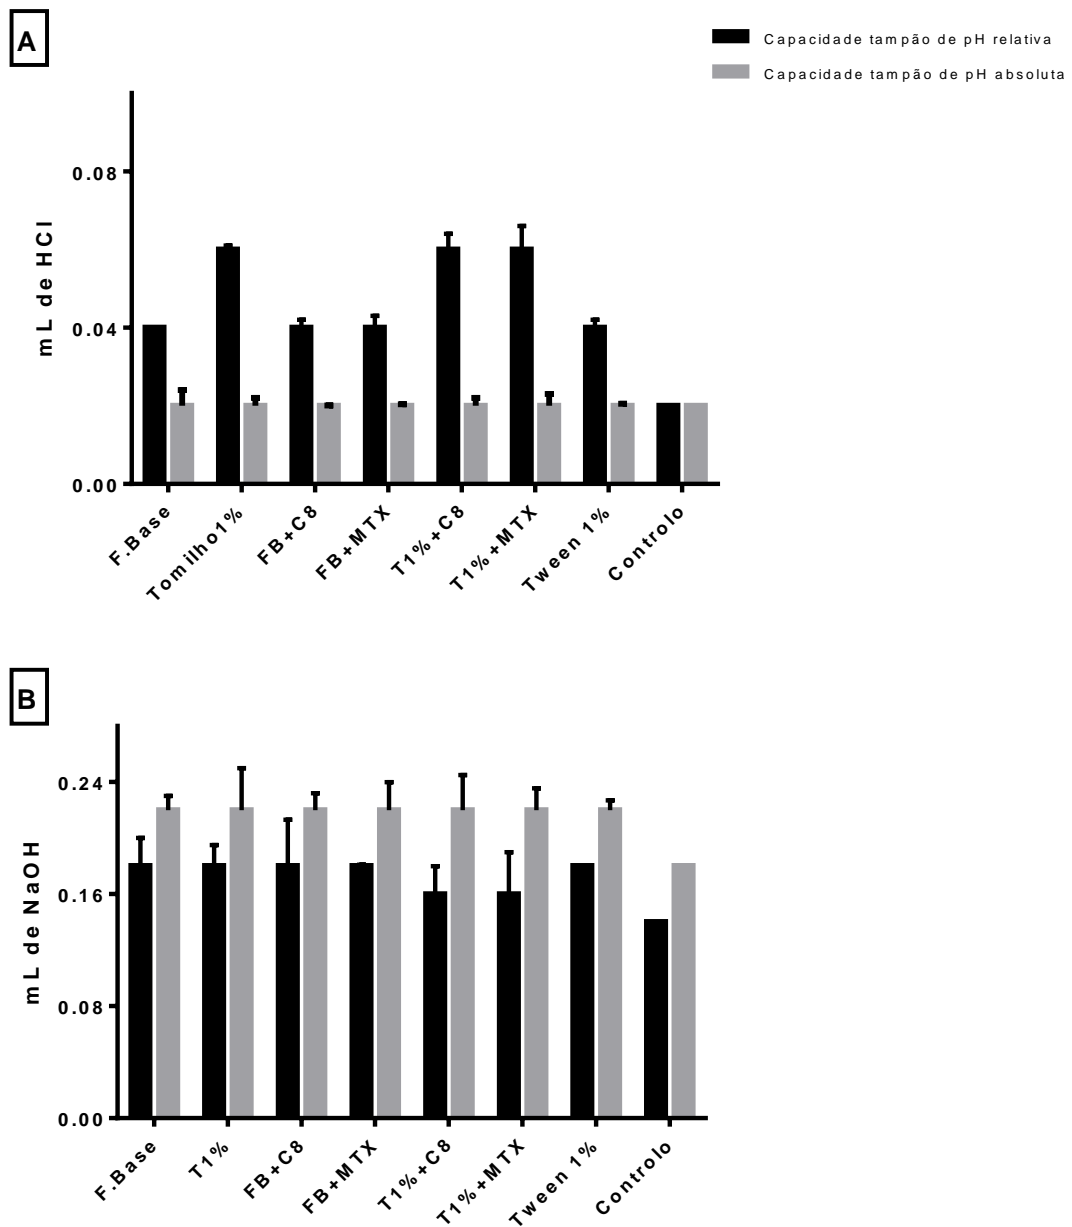 A
Capacidade tampão de pH relativa
Capacidade tampão de pH absoluta
mL de HCl
0.08
0.04
0.00
F.Base
Tomilho1%
FB+C8
FB+MTX
T1%+C8
T1%+MTX
Tween 1%
Controlo
B
mL de NaOH
0.24
0.16
0.08
0.00
F.Base
T1%
FB+C8
FB+MTX
T1%+C8
T1%+MTX
Tween 1%
Controlo